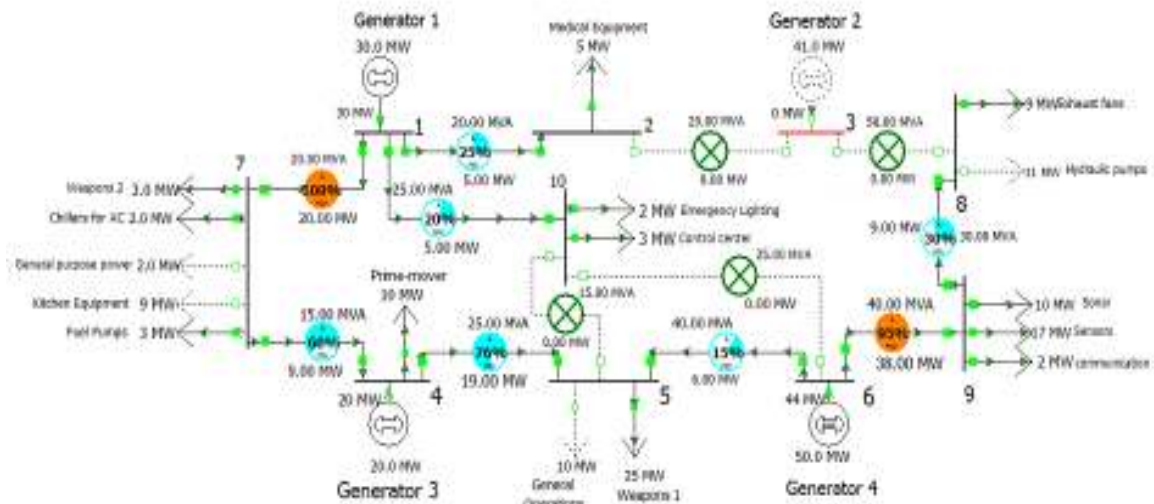 Generator 1
30.0 MW
Medical Equipment
5 MW
Generator 2
41.0 MW
30 MW
1
20.00 MVA
25%
5.00 MW
2
25.00 MVA
0.00 MW
0 MW
3
50.00 MVA
0.00 MW
9 MW Exhaust fans
11 MW Hydraulic pumps
8
7
20.00 MVA
100%
20.00 MW
Weapons 2 3.0 MW
Chillers for AC 2.0 MW
General purpose power 2.0 MW
Kitchen Equipment 9 MW
Fuel Pumps 3 MW
25.00 MVA
20%
5.00 MW
10
2 MW Emergency Lighting
3 MW Control center
25.00 MVA
0.00 MW
15.00 MVA
0.00 MW
9.00 MW
30%
30.00 MVA
Prime-mover
10 MW
15.00 MVA
60%
9.00 MW
25.00 MVA
76%
19.00 MW
40.00 MVA
15%
6.00 MW
40.00 MVA
95%
38.00 MW
10 MW Sonar
17 MW Sensors
2 MW communication
20 MW
4
5
44 MW
6
9
20.0 MW
Generator 3
10 MW
General
Operations
25 MW
Weapons 1
50.0 MW
Generator 4